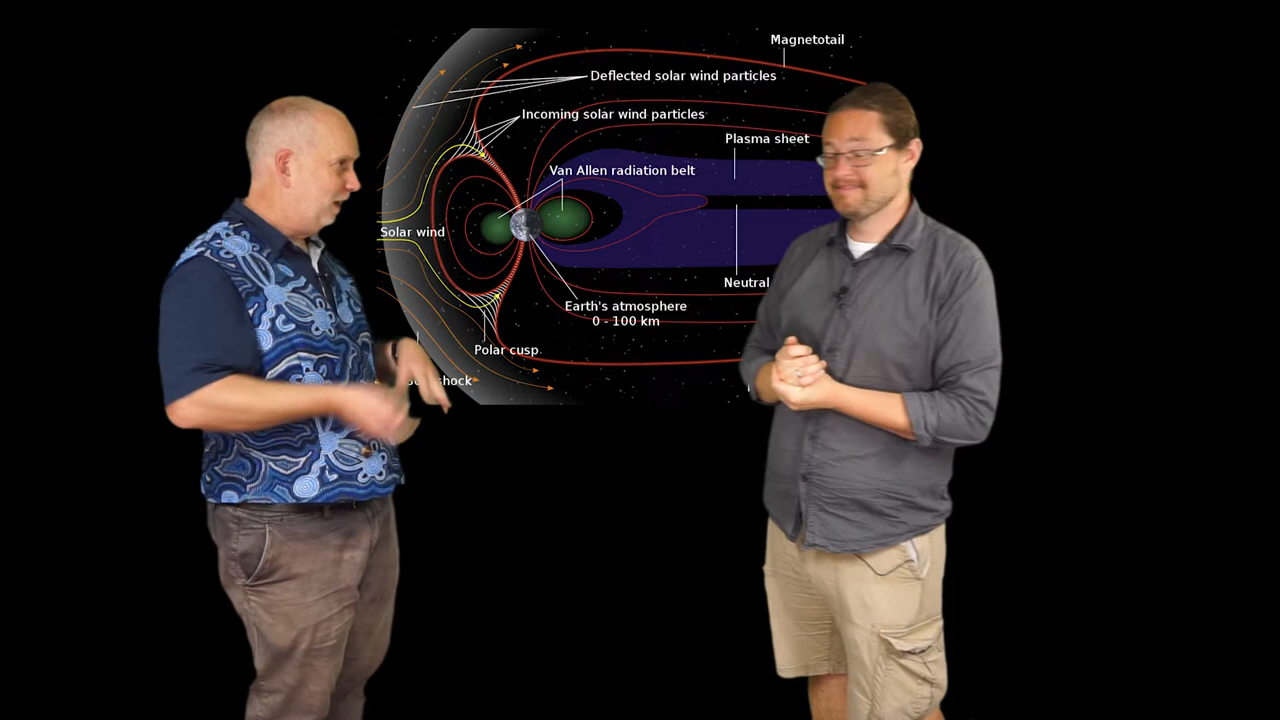 Magnetotail
Deflected solar wind particles
Incoming solar wind particles
Plasma sheet
Van Allen radiation belt
Solar wind
Neutral
Earth's atmosphere
0 - 100 km
Polar cusp
shock